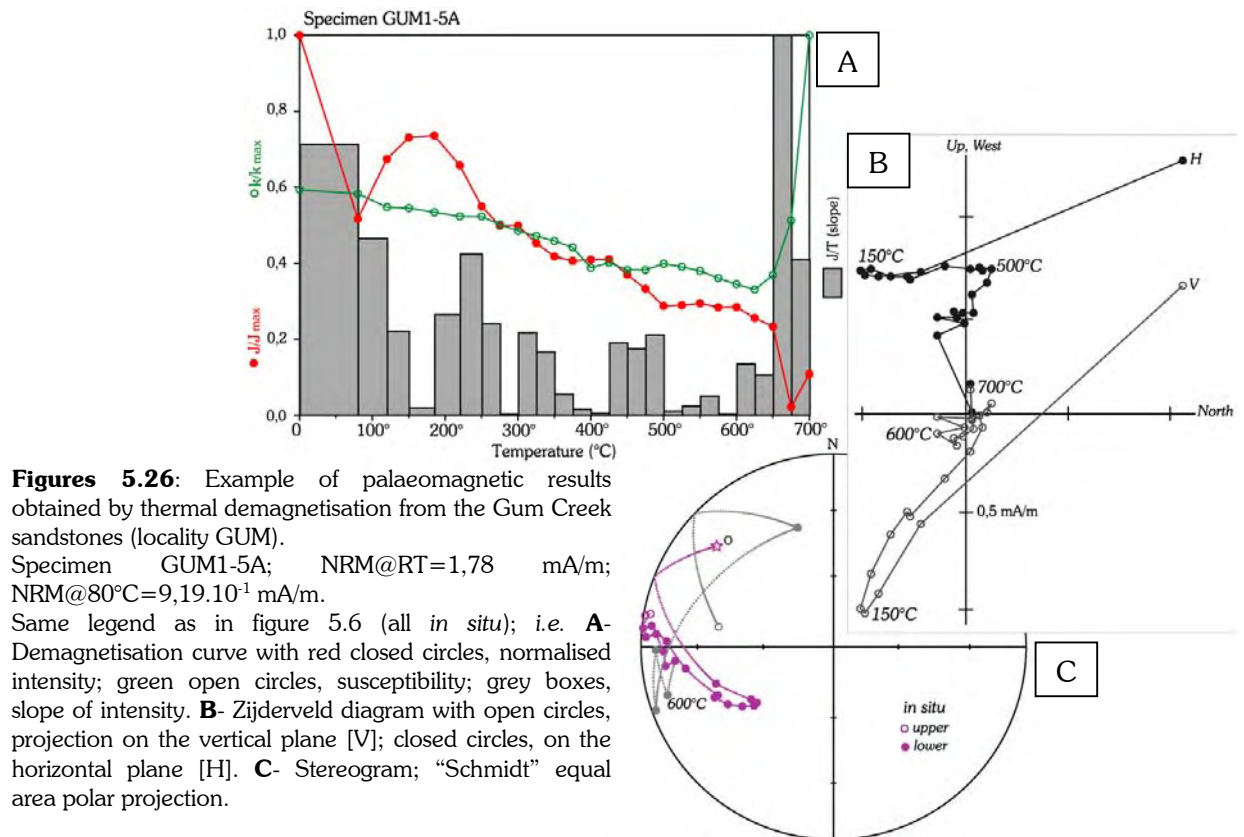 Specimen GUM1-5A
1,0
0,8
0,6
0,4
0,2
0,0
k/k max
J/J max
J/T (slope)
0 100° 200° 300° 400° 500° 600° 700°
Temperature (°C)
A
B
Up, West
H
150°C
500°C
V
700°C
North
600°C
0,5 mA/m
150°C
N
O
600°C
C
in situ
upper
lower
Figures 5.26: Example of palaeomagnetic results
obtained by thermal demagnetisation from the Gum Creek
sandstones (locality GUM).
Specimen GUM1-5A; NRM@RT=1,78 mA/m;
NRM@80°C=9,19.10-1 mA/m.
Same legend as in figure 5.6 (all in situ); i.e. A-
Demagnetisation curve with red closed circles, normalised
intensity; green open circles, susceptibility; grey boxes,
slope of intensity. B- Zijderveld diagram with open circles,
projection on the vertical plane [V]; closed circles, on the
horizontal plane [H]. C- Stereogram; “Schmidt” equal
area polar projection.